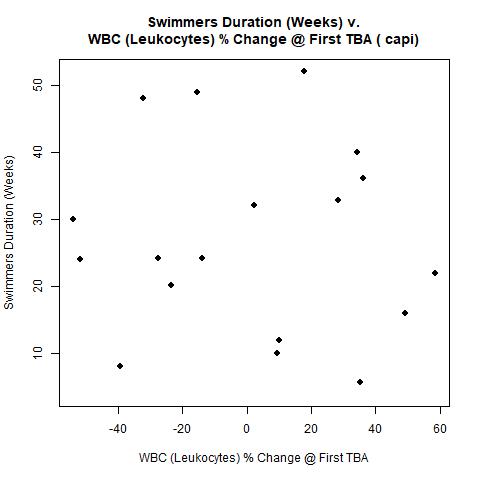 Swimmers Duration (Weeks) v.
WBC (Leukocytes) % Change @ First TBA ( capi)
Swimmers Duration (Weeks)
50
40
30
20
10
-40 -20 0 20 40 60
WBC (Leukocytes) % Change @ First TBA